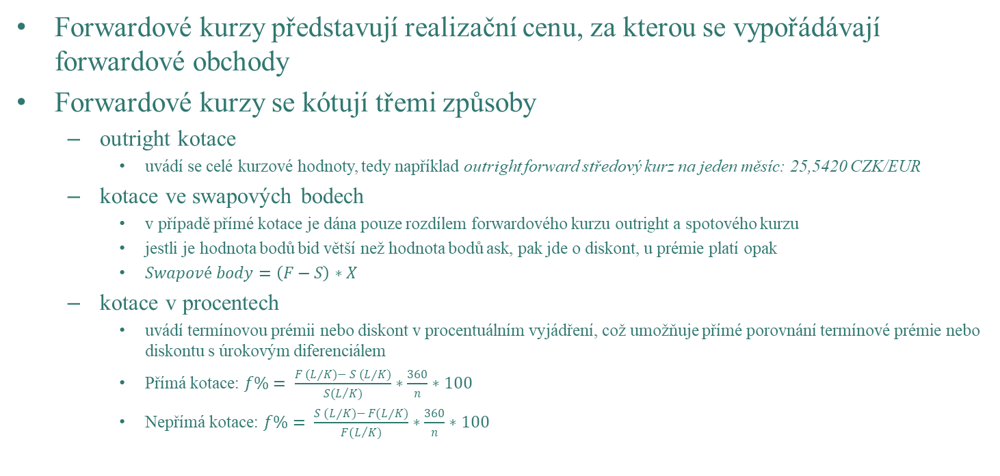 • Forwardové kurzy představují realizační cenu, za kterou se vypořádávají
forwardové obchody
• Forwardové kurzy se kótují třemi způsoby
– outright kotace
• uvádí se celé kurzové hodnoty, tedy například outright forward středový kurz na jeden měsíc: 25,5420 CZK/EUR
– kotace ve swapových bodech
• v případě přímé kotace je dána pouze rozdílem forwardového kurzu outright a spotového kurzu
• jestli je hodnota bodů bid větší než hodnota bodů ask, pak jde o diskont, u prémie platí opak
• Swapové body = (F − S) ∗ X
– kotace v procentech
• uvádí termínovou prémii nebo diskont v procentuálním vyjádření, což umožňuje přímé porovnání termínové prémie nebo
diskontu s úrokovým diferenciálem
• Přímá kotace: f% = (F (L/K)− S (L/K))/(S(L/K)) ∗ 360/n ∗ 100
• Nepřímá kotace: f% = (S (L/K)− F(L/K))/(F(L/K)) ∗ 360/n ∗ 100